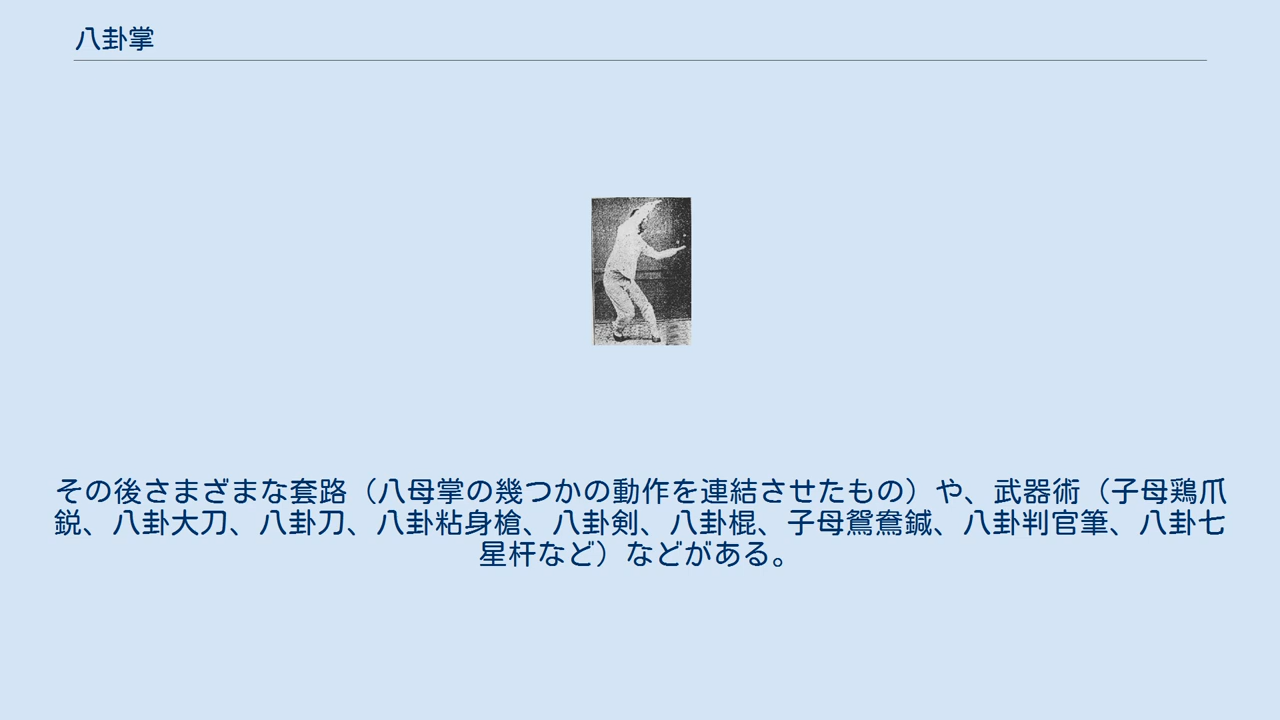 八卦掌
その後さまざまな套路（八母掌の幾つかの動作を連結させたもの）や、武器術（子母鶏爪
鋭、八卦大刀、八卦刀、八卦粘身槍、八卦剣、八卦棍、子母鴛鴦鍼、八卦判官筆、八卦七
星杆など）などがある。